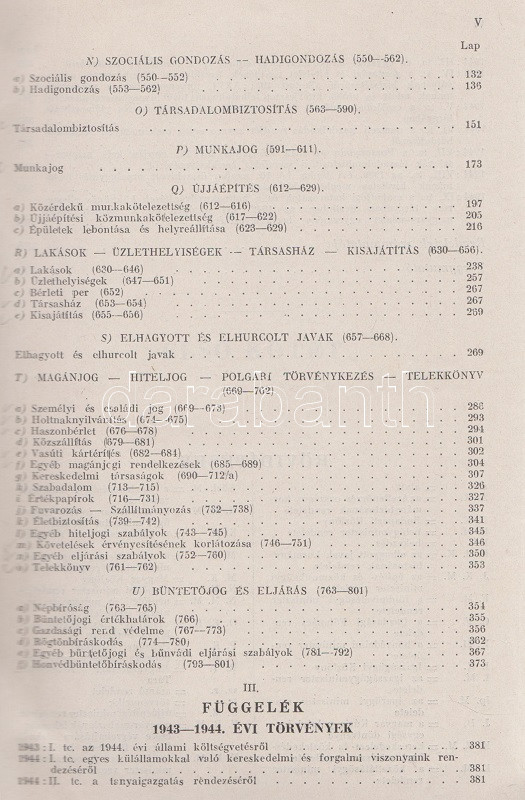 V
Lap
N) SZOCIÁLIS GONDOZÁS — HADIGONDOZÁS (550—562).
a) Szociális gondozás (550—552) 132
b) Hadigondozás (553—562) 136
O) TÁRSADALOMBIZTOSÍTÁS (563—590).
Társadalombiztosítás 151
P) MUNKAJOG (591—611).
Munkajog 173
Q) ÚJJÁÉPÍTÉS (612—629).
a) Közérdekű munkakötelezettség (612—616) 197
b) Újjáépítési közmunkakötelezettség (617—622) 205
c) Épületek lebontása és helyreállítása (623—629) 216
R) LAKÁSOK — ÜZLETHELYISÉGEK — TÁRSASHÁZ — KISAJÁTÍTÁS (630—656).
a) Lakások (630—646) 238
b) Üzlethelyiségek (647—651) 257
c) Bérleti per (652) 267
d) Társasház (653—654) 267
e) Kisajátítás (655—656) 269
S) ELHAGYOTT ÉS ELHURCOLT JAVAK (657—668).
Elhagyott és elhurcolt javak 269
T) MAGÁNJOG — HITELJOG — POLGÁRI TÖRVÉNYKEZÉS — TELEKKÖNYV
(669—762)
a) Személyi és családi jog (669—673) 286
b) Holtnaknyilvánítás (674—675) 293
c) Haszonbérlet (676—678) 294
d) Közszállítás (679—681) 301
e) Vasúti kártérítés (682—684) 302
f) Egyéb magánjogi rendelkezések (685—689) 304
g) Kereskedelmi társaságok (690—712/a) 307
h) Szabadalom (713—715) 326
i) Értékpapírok (716—731) 327
j) Fuvarozás — Szállítmányozás (732—738) 337
k) Életbiztosítás (739—742) 341
l) Egyéb hiteljogi szabályok (743—745) 345
m) Követelések érvényesítésének korlátozása (746—751) 346
n) Egyéb eljárási szabályok (752—760) 350
o) Telekkönyv (761—762) 353
U) BÜNTETŐJOG ÉS ELJÁRÁS (763—801)
a) Népbíróság (763—765) 354
b) Büntetőjogi értékhatárok (766) 355
c) Gazdasági rend védelme (767—773) 356
d) Rögtönbíráskodás (774—780) 362
e) Egyéb büntetőjogi és bűnvádi eljárási szabályok (781—792) 367
f) Honvédbüntetőbíráskodás (793—801) 373
III.
FÜGGELÉK
1943—1944. ÉVI TÖRVÉNYEK
1943 : I. tc. az 1944. évi állami költségvetésről 381
1944 : I. tc. egyes külállamokkal való kereskedelmi és forgalmi viszonyaink ren-
dezéséről 381
1944 : II. tc. a tanyaigazgatás rendezéséről 381
darabanth